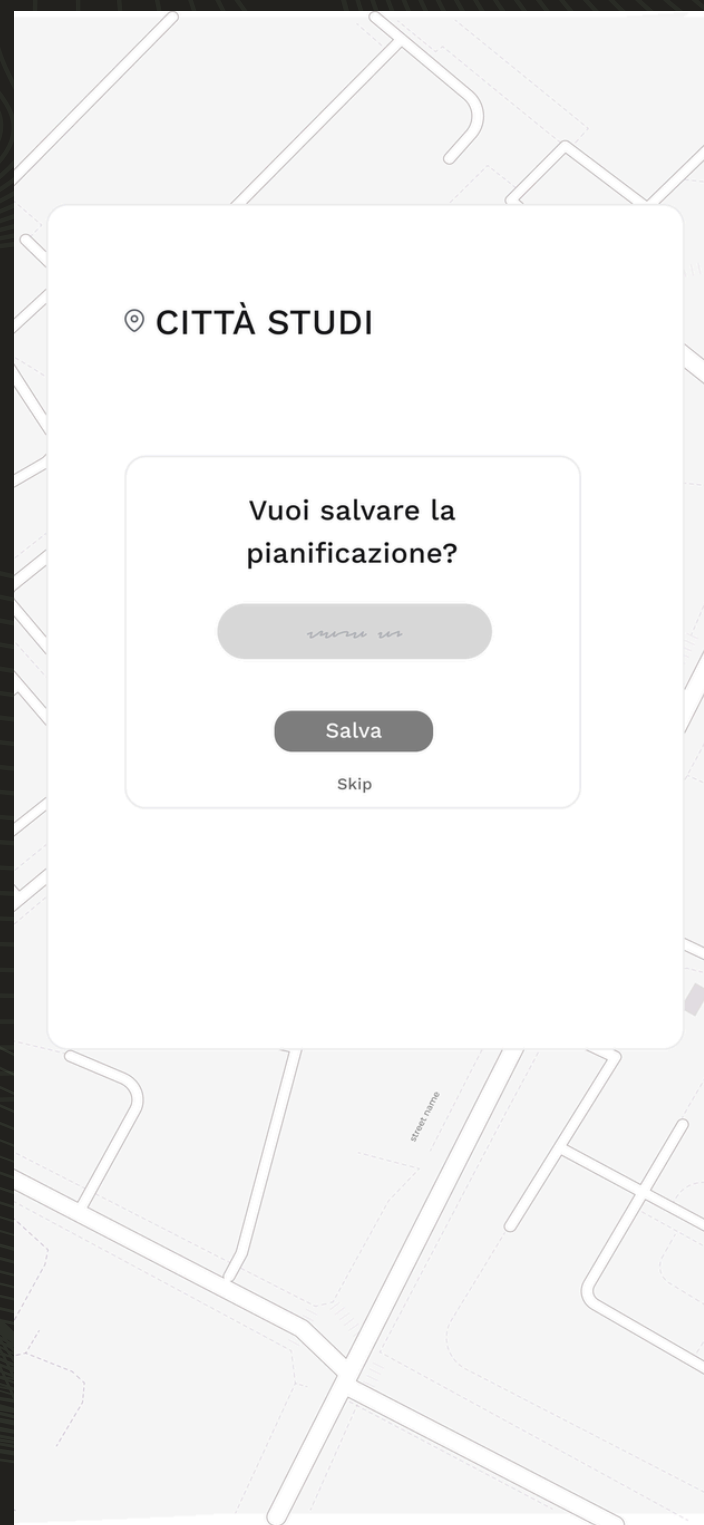 CITTÀ STUDI
Vuoi salvare la
pianificazione?
Salva
Skip
street name